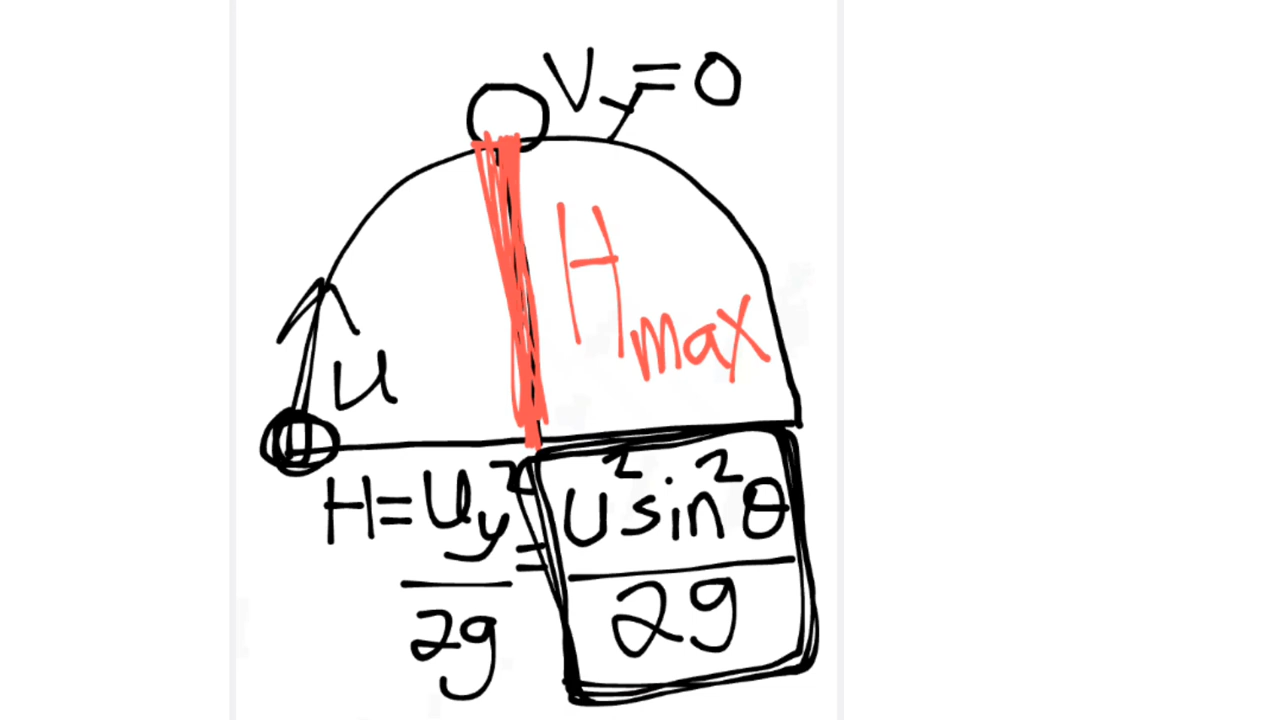 Vy=0
Hmax
u
H=Uy²/2g = U²sin²θ/2g